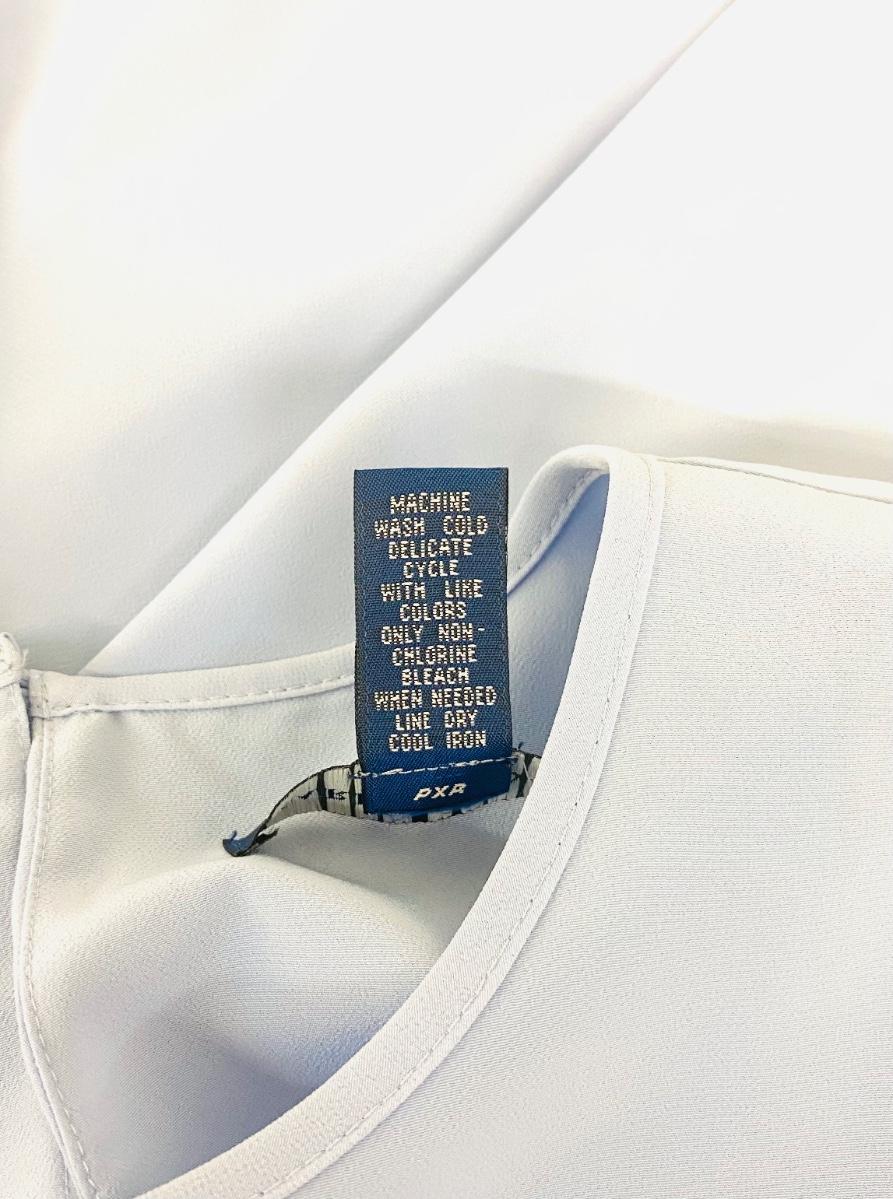 MACHINE
WASH COLD
DELICATE
CYCLE
WITH LIKE
COLORS
ONLY NON-
CHLORINE
BLEACH
WHEN NEEDED
LINE DRY
COOL IRON
PXR